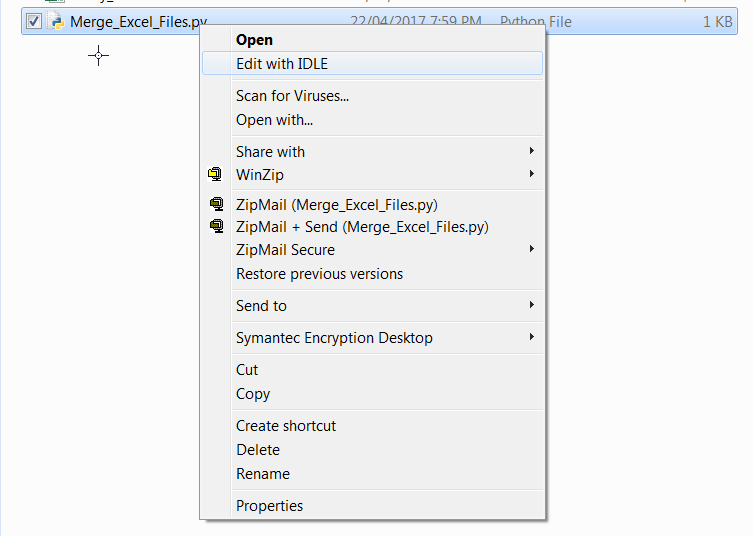 Merge_Excel_Files.py 22/04/2017 7:59 PM Python File 1 KB
Open
Edit with IDLE
Scan for Viruses...
Open with...
Share with
WinZip
ZipMail (Merge_Excel_Files.py)
ZipMail + Send (Merge_Excel_Files.py)
ZipMail Secure
Restore previous versions
Send to
Symantec Encryption Desktop
Cut
Copy
Create shortcut
Delete
Rename
Properties